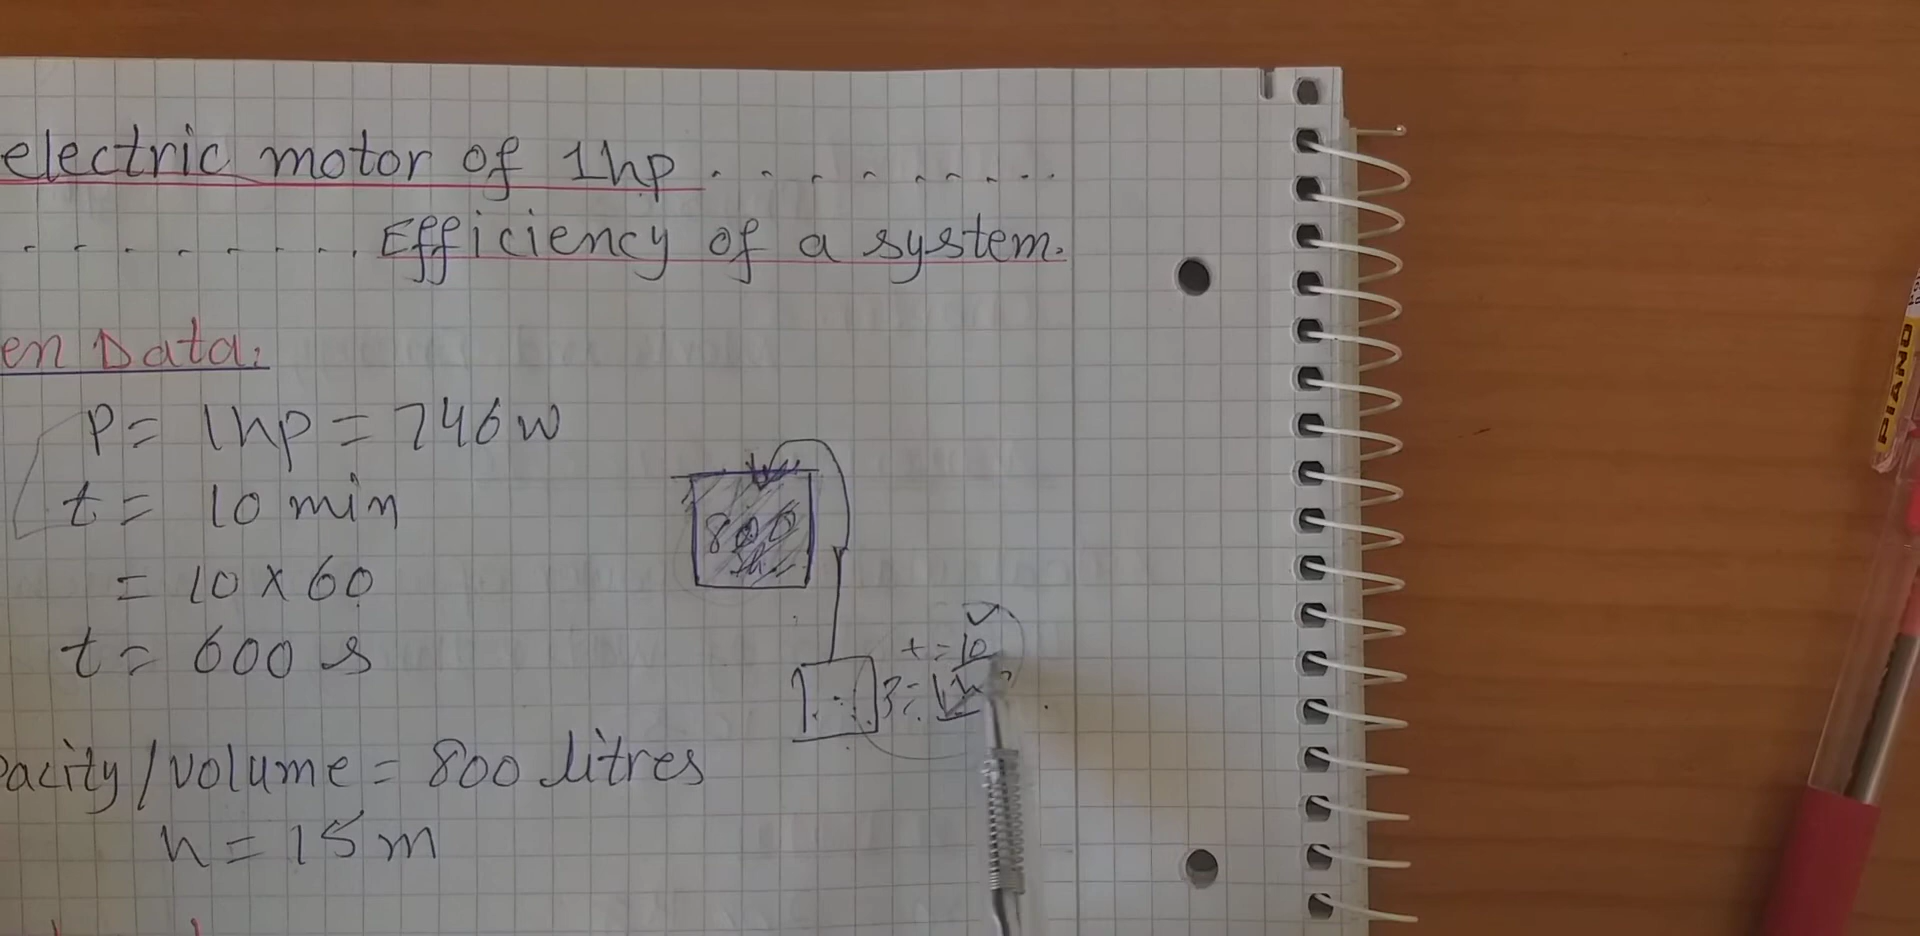 electric motor of 1hp . . . . . . . . . .
. . . . . . . . Efficiency of a system.
en Data:
P = 1hp = 746 w
t = 10 min
= 10 x 60
t = 600 s
800
t = 10
pacity / volume = 800 litres
h = 15 m
PIANO